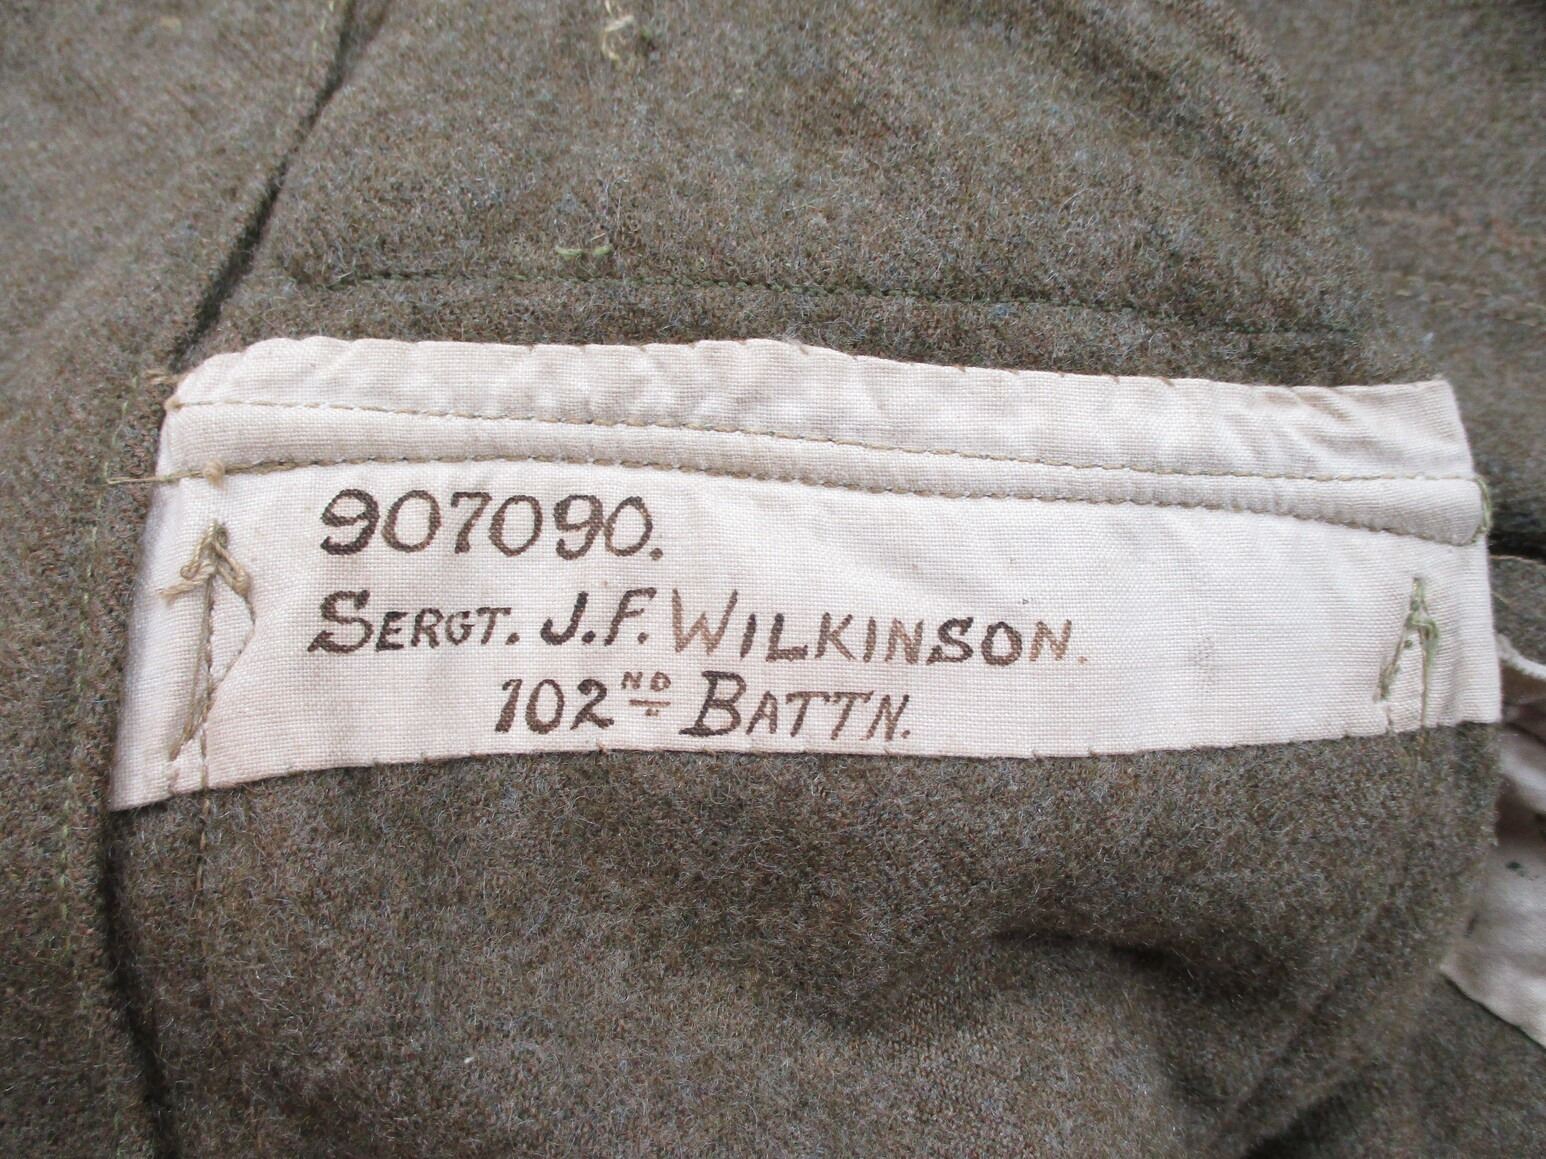 907090.
SERGT. J.F. WILKINSON.
102ND BATTN.